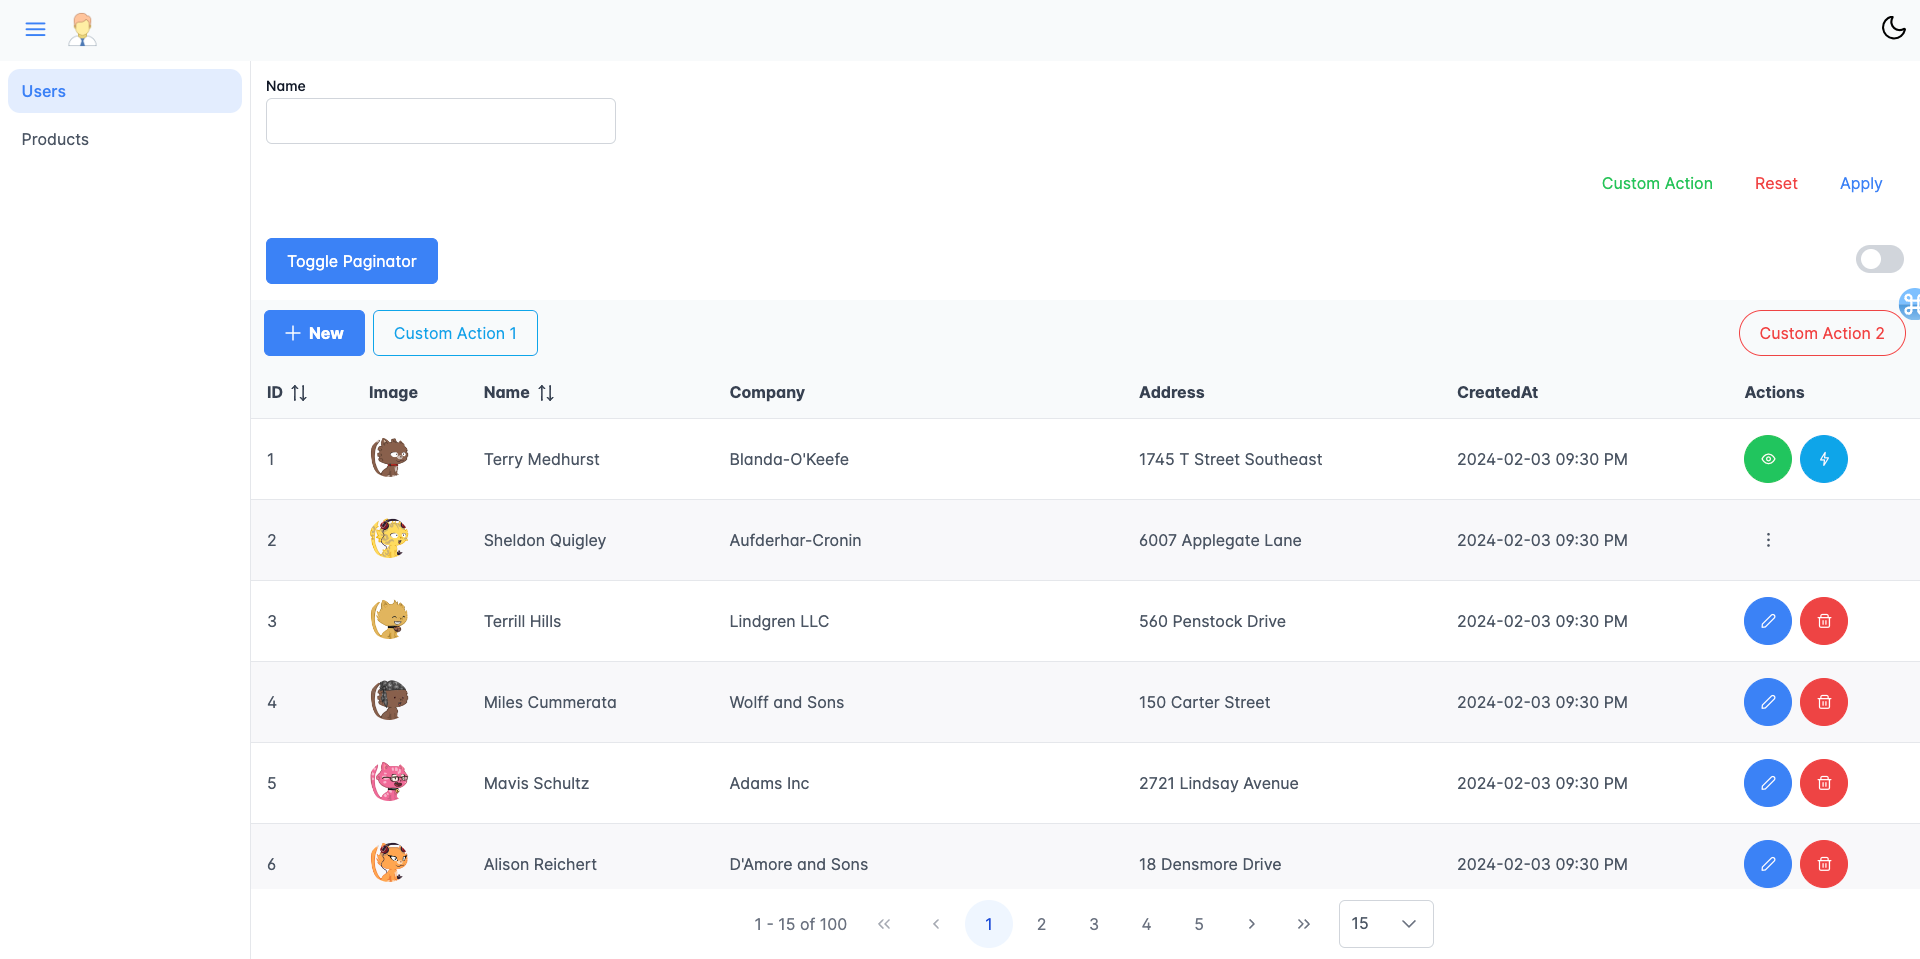 Users
Products
Name
Custom Action Reset Apply
Toggle Paginator
New Custom Action 1 Custom Action 2
ID Image Name Company Address CreatedAt Actions
1 Terry Medhurst Blanda-O'Keefe 1745 T Street Southeast 2024-02-03 09:30 PM
2 Sheldon Quigley Aufderhar-Cronin 6007 Applegate Lane 2024-02-03 09:30 PM
3 Terrill Hills Lindgren LLC 560 Penstock Drive 2024-02-03 09:30 PM
4 Miles Cummerata Wolff and Sons 150 Carter Street 2024-02-03 09:30 PM
5 Mavis Schultz Adams Inc 2721 Lindsay Avenue 2024-02-03 09:30 PM
6 Alison Reichert D'Amore and Sons 18 Densmore Drive 2024-02-03 09:30 PM
1 - 15 of 100 « ‹ 1 2 3 4 5 › » 15